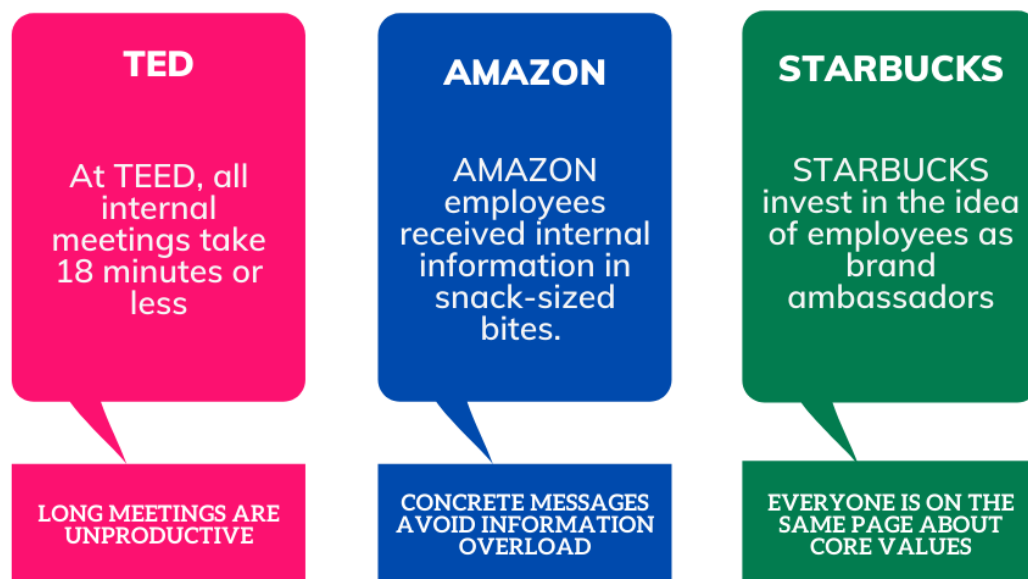 TED
At TEED, all
internal
meetings take
18 minutes or
less
LONG MEETINGS ARE
UNPRODUCTIVE
AMAZON
AMAZON
employees
received internal
information in
snack-sized
bites.
CONCRETE MESSAGES
AVOID INFORMATION
OVERLOAD
STARBUCKS
STARBUCKS
invest in the idea
of employees as
brand
ambassadors
EVERYONE IS ON THE
SAME PAGE ABOUT
CORE VALUES